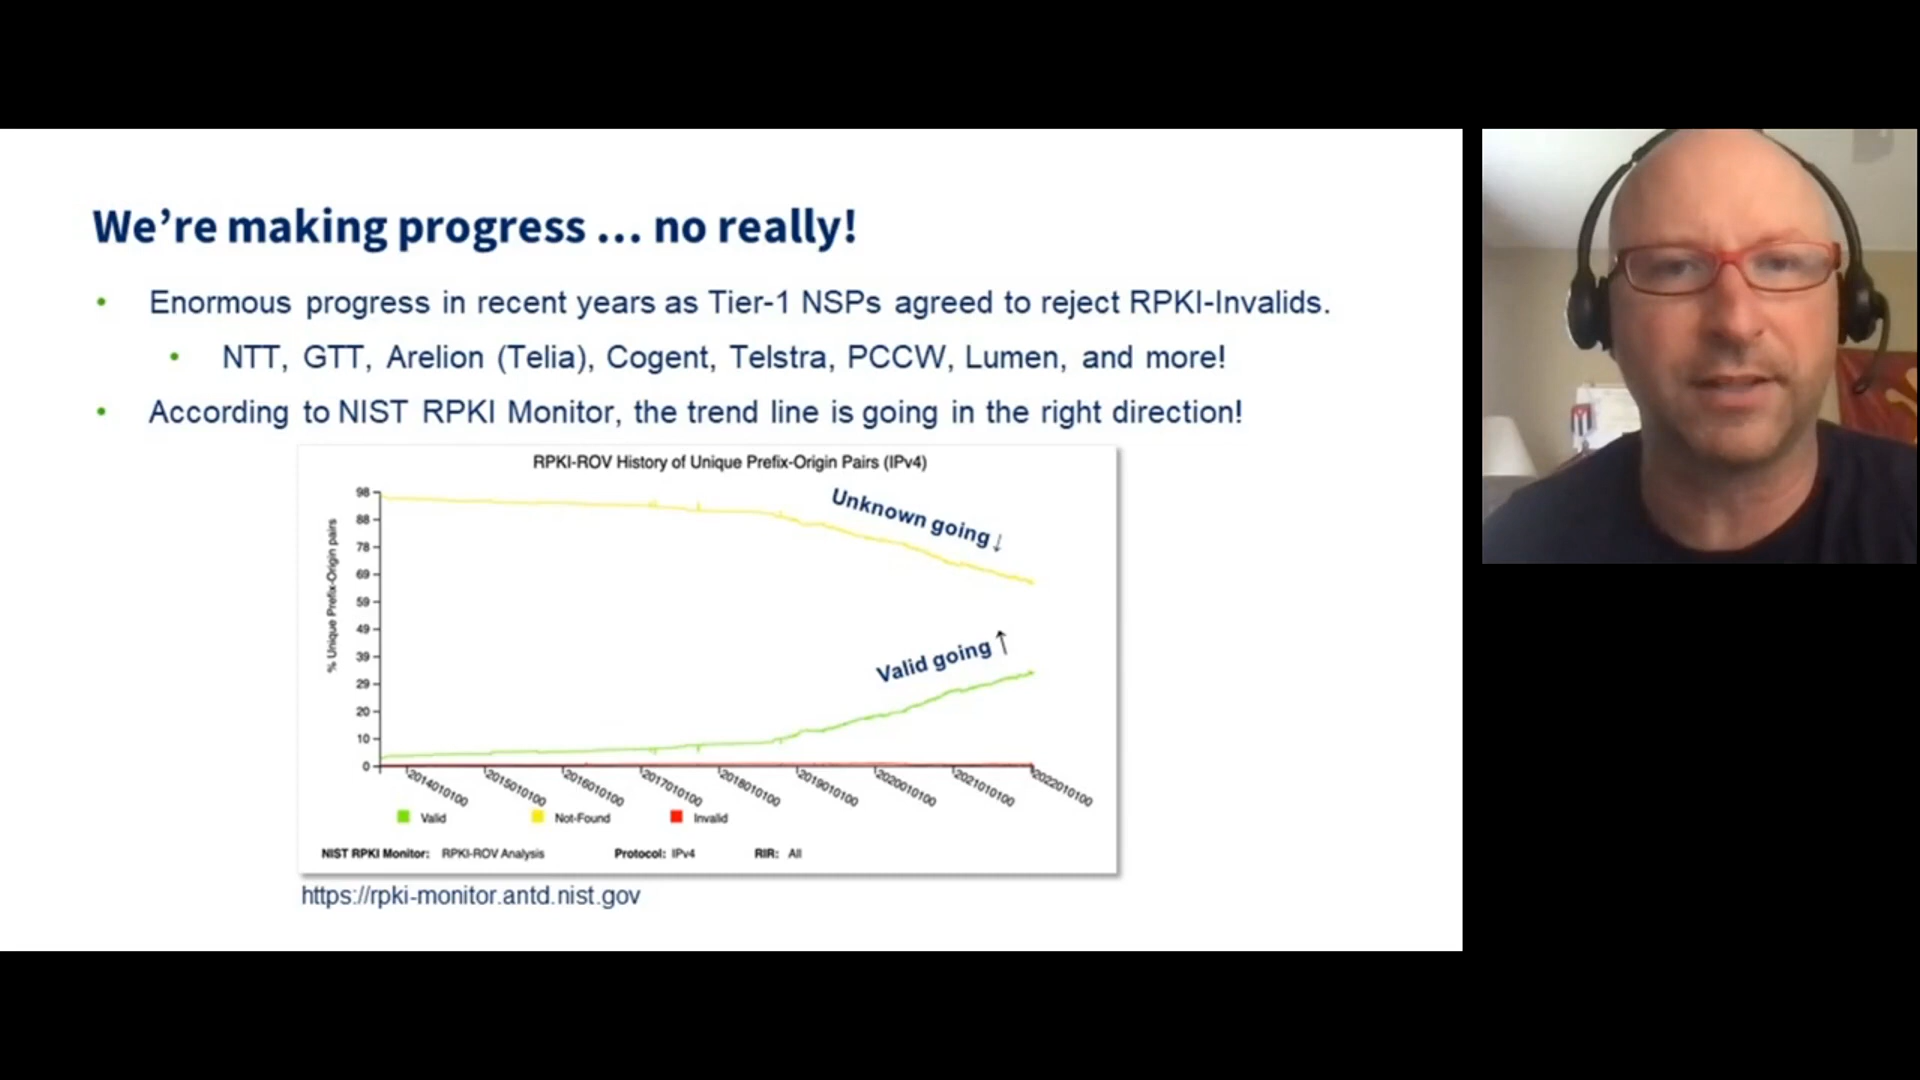 We're making progress ... no really!
• Enormous progress in recent years as Tier-1 NSPs agreed to reject RPKI-Invalids.
• NTT, GTT, Arelion (Telia), Cogent, Telstra, PCCW, Lumen, and more!
• According to NIST RPKI Monitor, the trend line is going in the right direction!
RPKI-ROV History of Unique Prefix-Origin Pairs (IPv4)
% Unique Prefix-Origin pairs
98
88
78
69
59
49
39
29
20
10
0
Unknown going ↓
Valid going ↑
2014010100 2015010100 2016010100 2017010100 2018010100 2019010100 2020010100 2021010100 2022010100
Valid Not-Found Invalid
NIST RPKI Monitor: RPKI-ROV Analysis Protocol: IPv4 RIR: All
https://rpki-monitor.antd.nist.gov